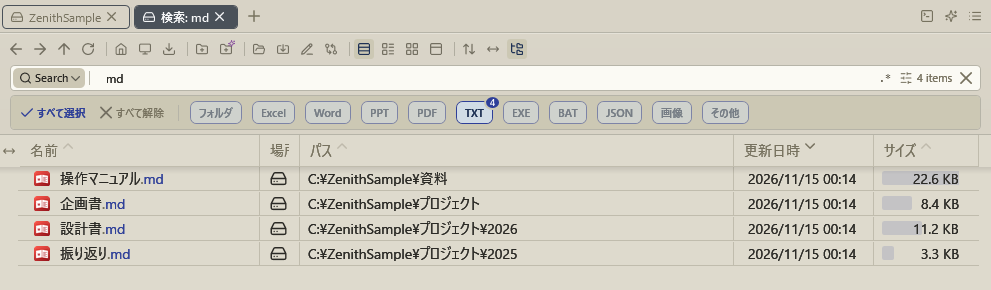 ZenithSample 検索: md
Search md .* 4 items
すべて選択 すべて解除 フォルダ Excel Word PPT PDF TXT 4 EXE BAT JSON 画像 その他
名前 場所 パス 更新日時 サイズ
操作マニュアル.md C:¥ZenithSample¥資料 2026/11/15 00:14 22.6 KB
企画書.md C:¥ZenithSample¥プロジェクト 2026/11/15 00:14 8.4 KB
設計書.md C:¥ZenithSample¥プロジェクト¥2026 2026/11/15 00:14 11.2 KB
振り返り.md C:¥ZenithSample¥プロジェクト¥2025 2026/11/15 00:14 3.3 KB